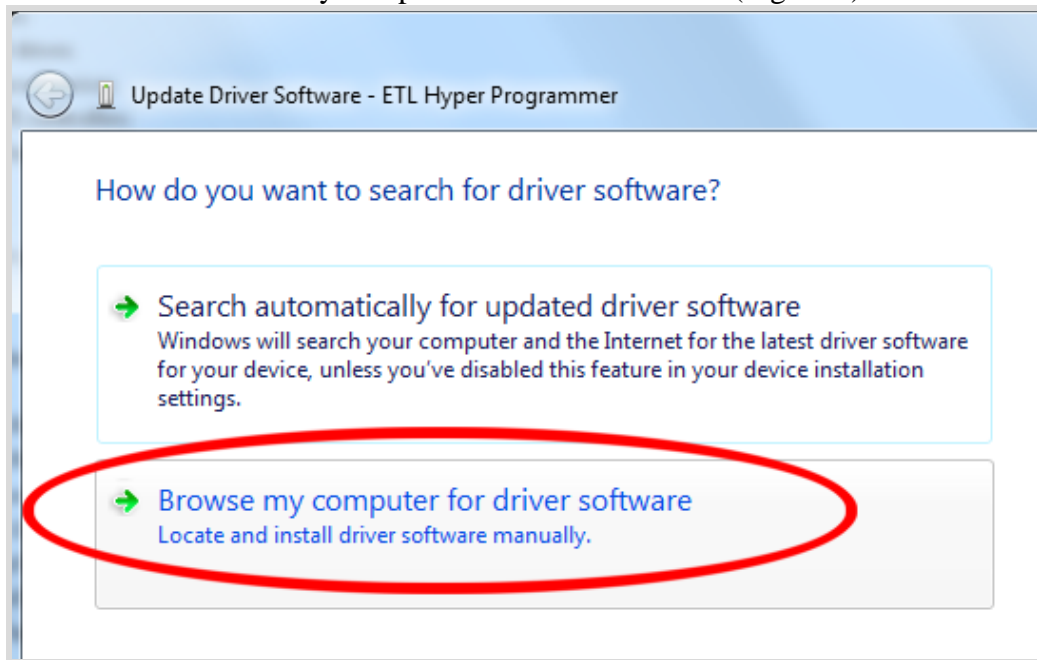 Update Driver Software - ETL Hyper Programmer
How do you want to search for driver software?
Search automatically for updated driver software
Windows will search your computer and the Internet for the latest driver software
for your device, unless you've disabled this feature in your device installation
settings.
Browse my computer for driver software
Locate and install driver software manually.